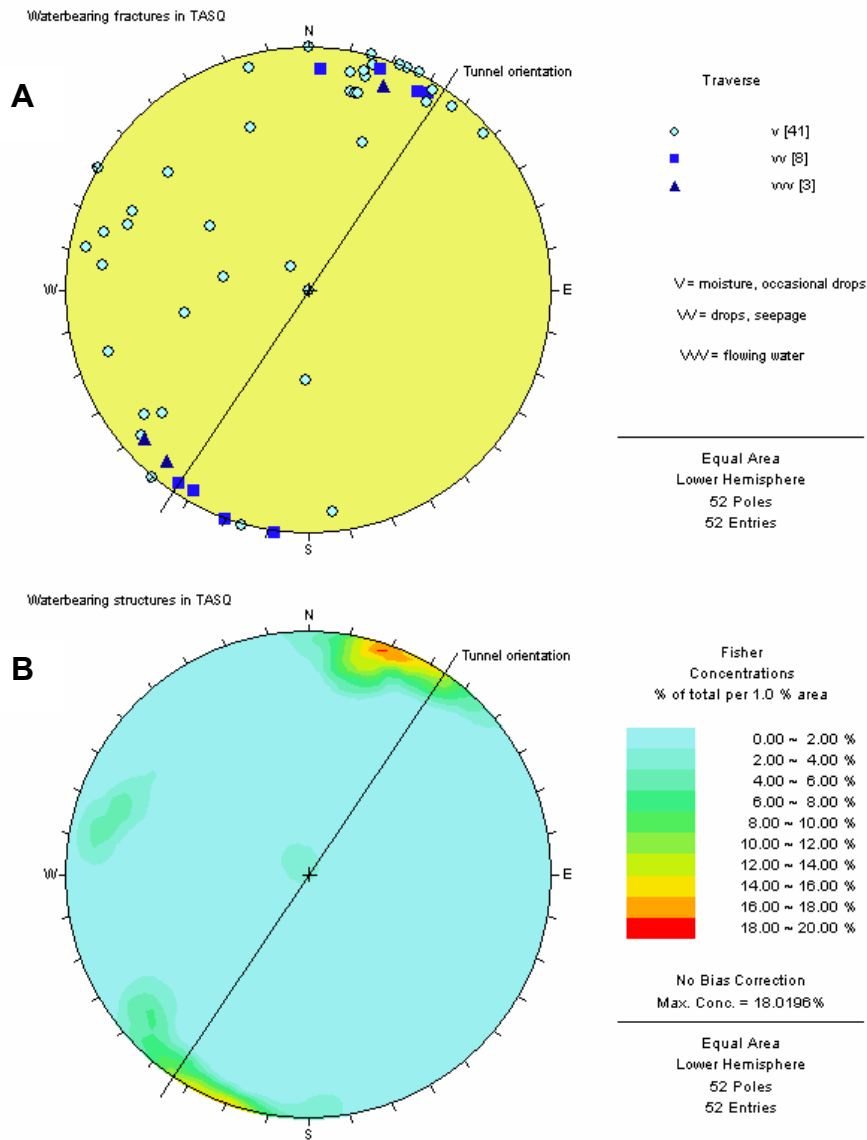 Waterbearing fractures in TASQ
A
N
Tunnel orientation
W
E
S
Traverse
v [41]
vv [8]
vvv [3]
V = moisture, occasional drops
VV = drops, seepage
VVV = flowing water
Equal Area
Lower Hemisphere
52 Poles
52 Entries
Waterbearing structures in TASQ
B
N
Tunnel orientation
W
E
S
Fisher
Concentrations
% of total per 1.0 % area
0.00 ~ 2.00 %
2.00 ~ 4.00 %
4.00 ~ 6.00 %
6.00 ~ 8.00 %
8.00 ~ 10.00 %
10.00 ~ 12.00 %
12.00 ~ 14.00 %
14.00 ~ 16.00 %
16.00 ~ 18.00 %
18.00 ~ 20.00 %
No Bias Correction
Max. Conc. = 18.0196%
Equal Area
Lower Hemisphere
52 Poles
52 Entries